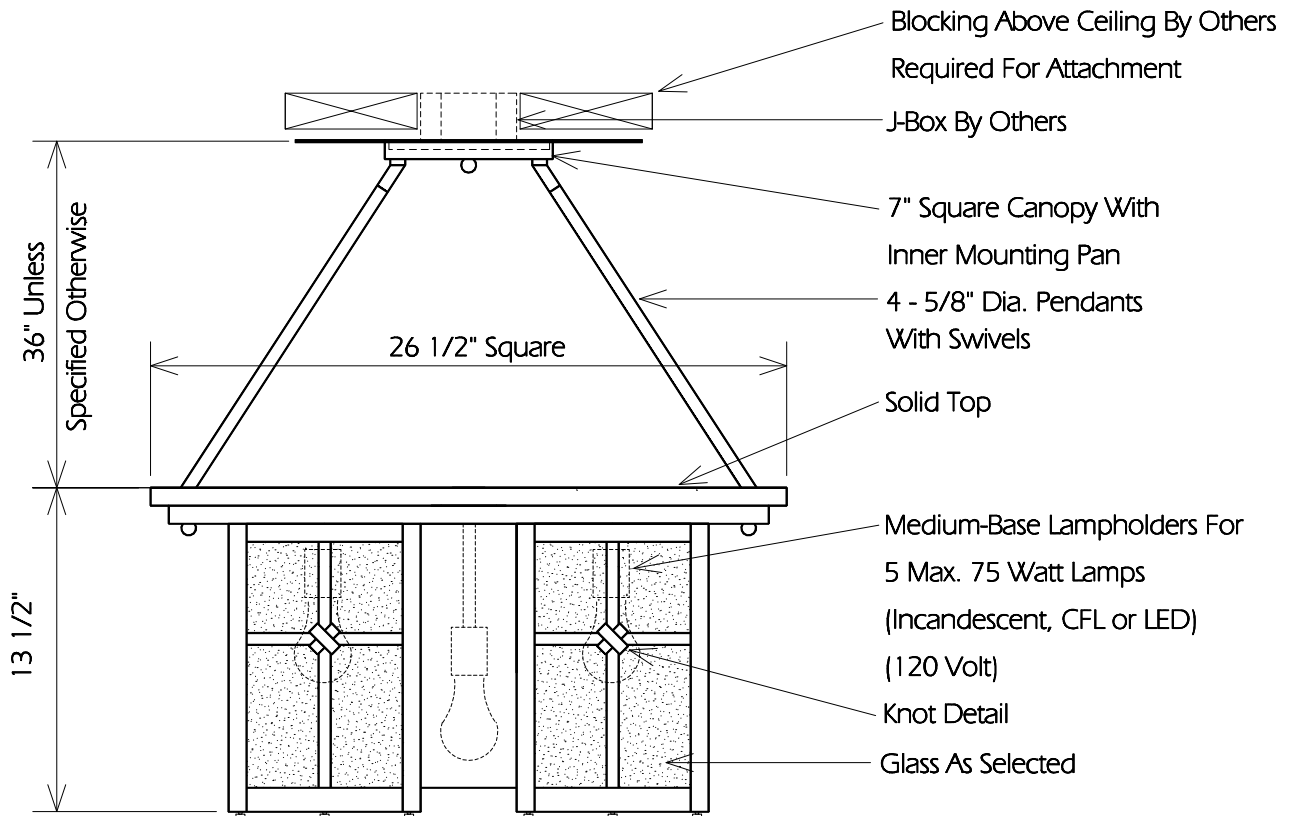 Blocking Above Ceiling By Others
Required For Attachment
J-Box By Others
7" Square Canopy With
Inner Mounting Pan
4 - 5/8" Dia. Pendants
With Swivels
36" Unless
Specified Otherwise
26 1/2" Square
Solid Top
Medium-Base Lampholders For
5 Max. 75 Watt Lamps
(Incandescent, CFL or LED)
(120 Volt)
13 1/2"
Knot Detail
Glass As Selected